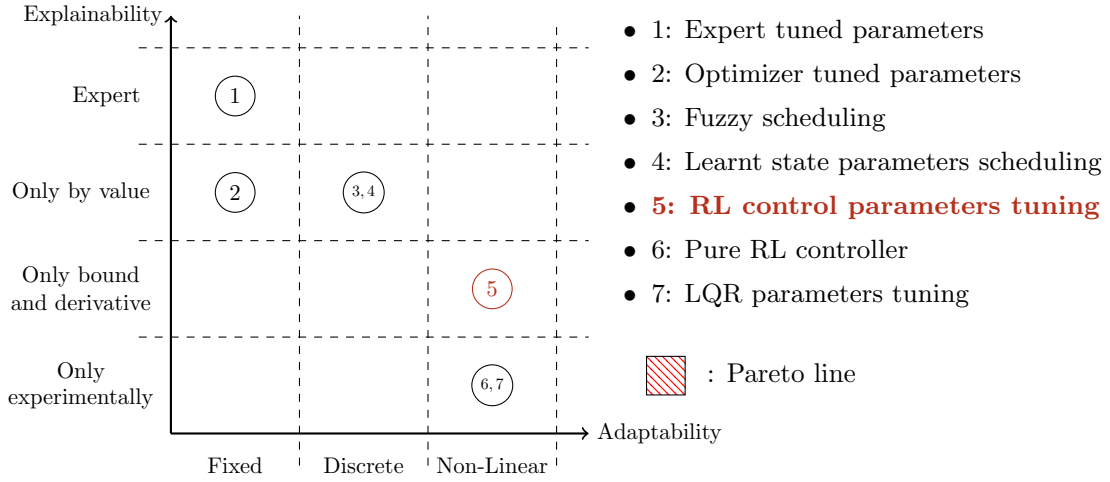 Explainability
Expert
1
Only by value
2
3, 4
Only bound
and derivative
5
Only
experimentally
6, 7
Adaptability
Fixed
Discrete
Non-Linear
• 1: Expert tuned parameters
• 2: Optimizer tuned parameters
• 3: Fuzzy scheduling
• 4: Learnt state parameters scheduling
• 5: RL control parameters tuning
• 6: Pure RL controller
• 7: LQR parameters tuning
: Pareto line